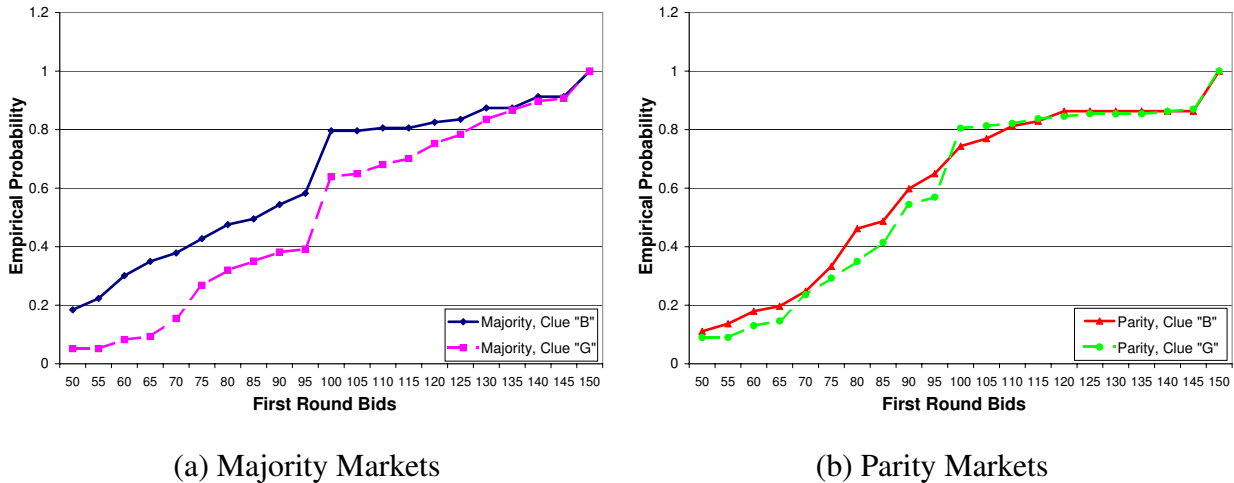 1.2
1
0.8
0.6
0.4
0.2
0
Empirical Probability
50 55 60 65 70 75 80 85 90 95 100 105 110 115 120 125 130 135 140 145 150
First Round Bids
Majority, Clue "B"
Majority, Clue "G"
(a) Majority Markets
1.2
1
0.8
0.6
0.4
0.2
0
Empirical Probability
50 55 60 65 70 75 80 85 90 95 100 105 110 115 120 125 130 135 140 145 150
First Round Bids
Parity, Clue "B"
Parity, Clue "G"
(b) Parity Markets